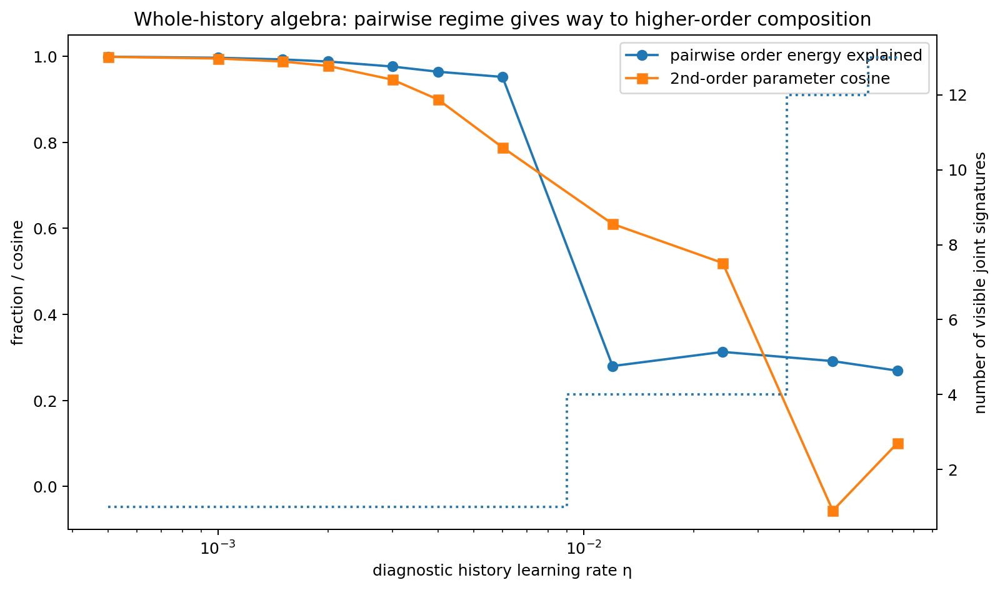 Whole-history algebra: pairwise regime gives way to higher-order composition
pairwise order energy explained
2nd-order parameter cosine
fraction / cosine
1.0
0.8
0.6
0.4
0.2
0.0
12
10
8
6
4
2
number of visible joint signatures
10⁻³
10⁻²
diagnostic history learning rate η